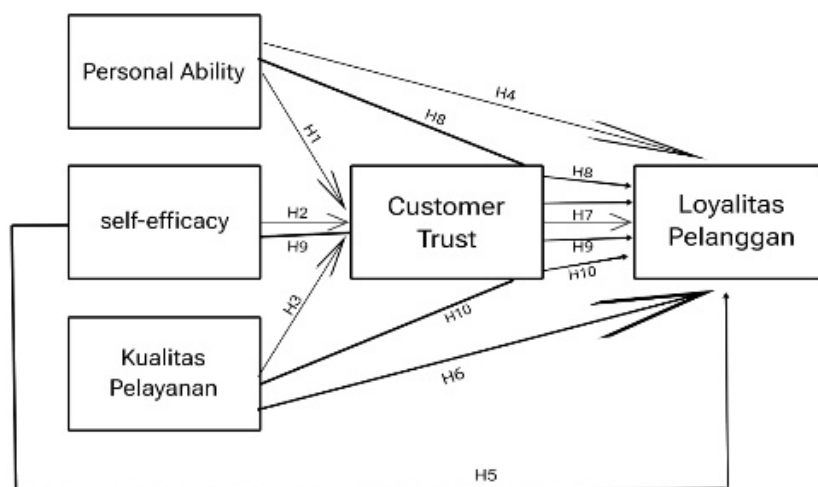 Personal Ability
H4
H8
H1
H8
self-efficacy
H2
H9
Customer
Trust
H7
H9
H10
Loyalitas
Pelanggan
H3
H10
Kualitas
Pelayanan
H6
H5